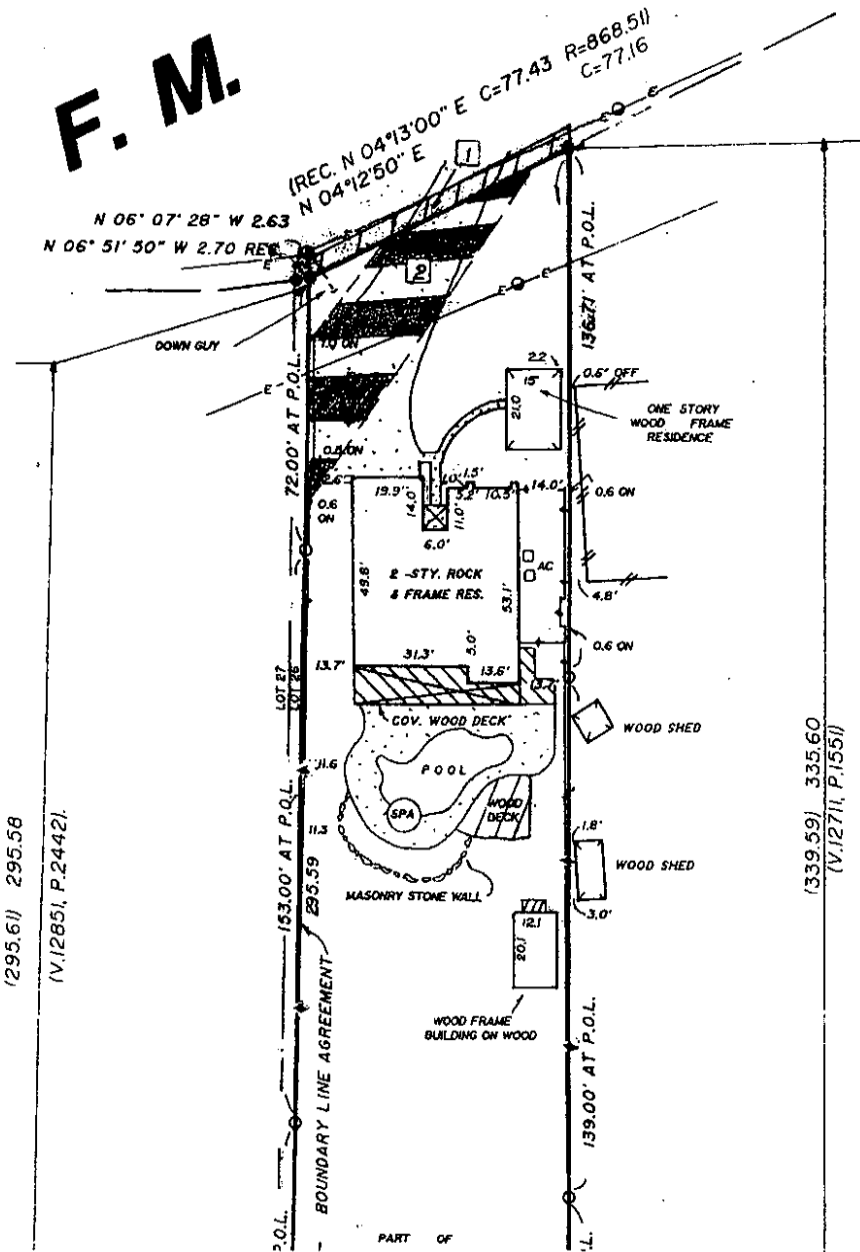 F. M.
(REC. N 04°13'00" E C=77.43 R=868.51)
N 04°12'50" E
C=77.16
1
N 06° 07' 28" W 2.63
N 06° 51' 50" W 2.70 REC.
E
E
E
E
E
E
E
2
DOWN GUY
1.0 ON
136.71' AT P.O.L.
2.2
15
21.0
0.6" OFF
ONE STORY
WOOD FRAME
RESIDENCE
72.00' AT P.O.L.
0.8 ON
2.6'
0.6
ON
19.9'
14.0'
1.0'
1.5'
5.2'
10.5'
11.0'
14.0'
0.6 ON
6.0'
2 -STY. ROCK
& FRAME RES.
49.8'
53.1'
AC
4.8'
0.6 ON
31.3'
5.0'
13.6'
13.7'
13.7'
LOT 27
LOT 26
COV. WOOD DECK
POOL
SPA
WOOD
DECK
WOOD SHED
11.6
11.3
MASONRY STONE WALL
1.8'
WOOD SHED
3.0'
12.1
20.1
WOOD FRAME
BUILDING ON WOOD
153.00' AT P.O.L.
295.59
BOUNDARY LINE AGREEMENT
139.00' AT P.O.L.
(295.61) 295.58
(V.12851, P.2442).
(339.59) 335.60
(V.12711, P.1551)
P.O.L.
.L.
PART OF